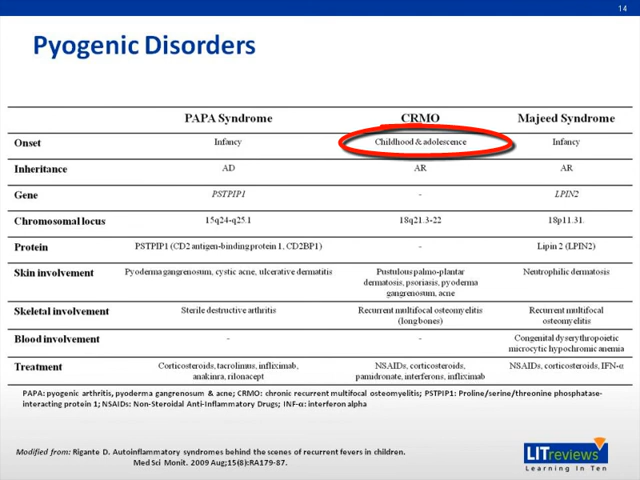 14
Pyogenic Disorders
PAPA Syndrome CRMO Majeed Syndrome
Onset Infancy Childhood & adolescence Infancy
Inheritance AD AR AR
Gene PSTPIP1 - LPIN2
Chromosomal locus 15q24-q25.1 18q21.3-22 18p11.31.
Protein PSTPIP1 (CD2 antigen-binding protein 1, CD2BP1) - Lipin 2 (LPIN2)
Skin involvement Pyoderma gangrenosum, cystic acne, ulcerative dermatitis Pustulous palmo-plantar Neutrophilic dermatosis
dermatosis, psoriasis, pyoderma
gangrenosum, acne
Skeletal involvement Sterile destructive arthritis Recurrent multifocal osteomyelitis Recurrent multifocal
(long bones) osteomyelitis
Blood involvement - - Congenital dyserythropoietic
microcytic hypochromic anemia
Treatment Corticosteroids, tacrolimus, infliximab, NSAIDs, corticosteroids, NSAIDs, corticosteroids, IFN-α
anakinra, rilonacept pamidronate, interferons, infliximab
PAPA: pyogenic arthritis, pyoderma gangrenosum & acne; CRMO: chronic recurrent multifocal osteomyelitis; PSTPIP1: Proline/serine/threonine phosphatase-
interacting protein 1; NSAIDs: Non-Steroidal Anti-Inflammatory Drugs; INF-α: interferon alpha
Modified from: Rigante D. Autoinflammatory syndromes behind the scenes of recurrent fevers in children.
Med Sci Monit. 2009 Aug;15(8):RA179-87.
LITreviews
Learning In Ten